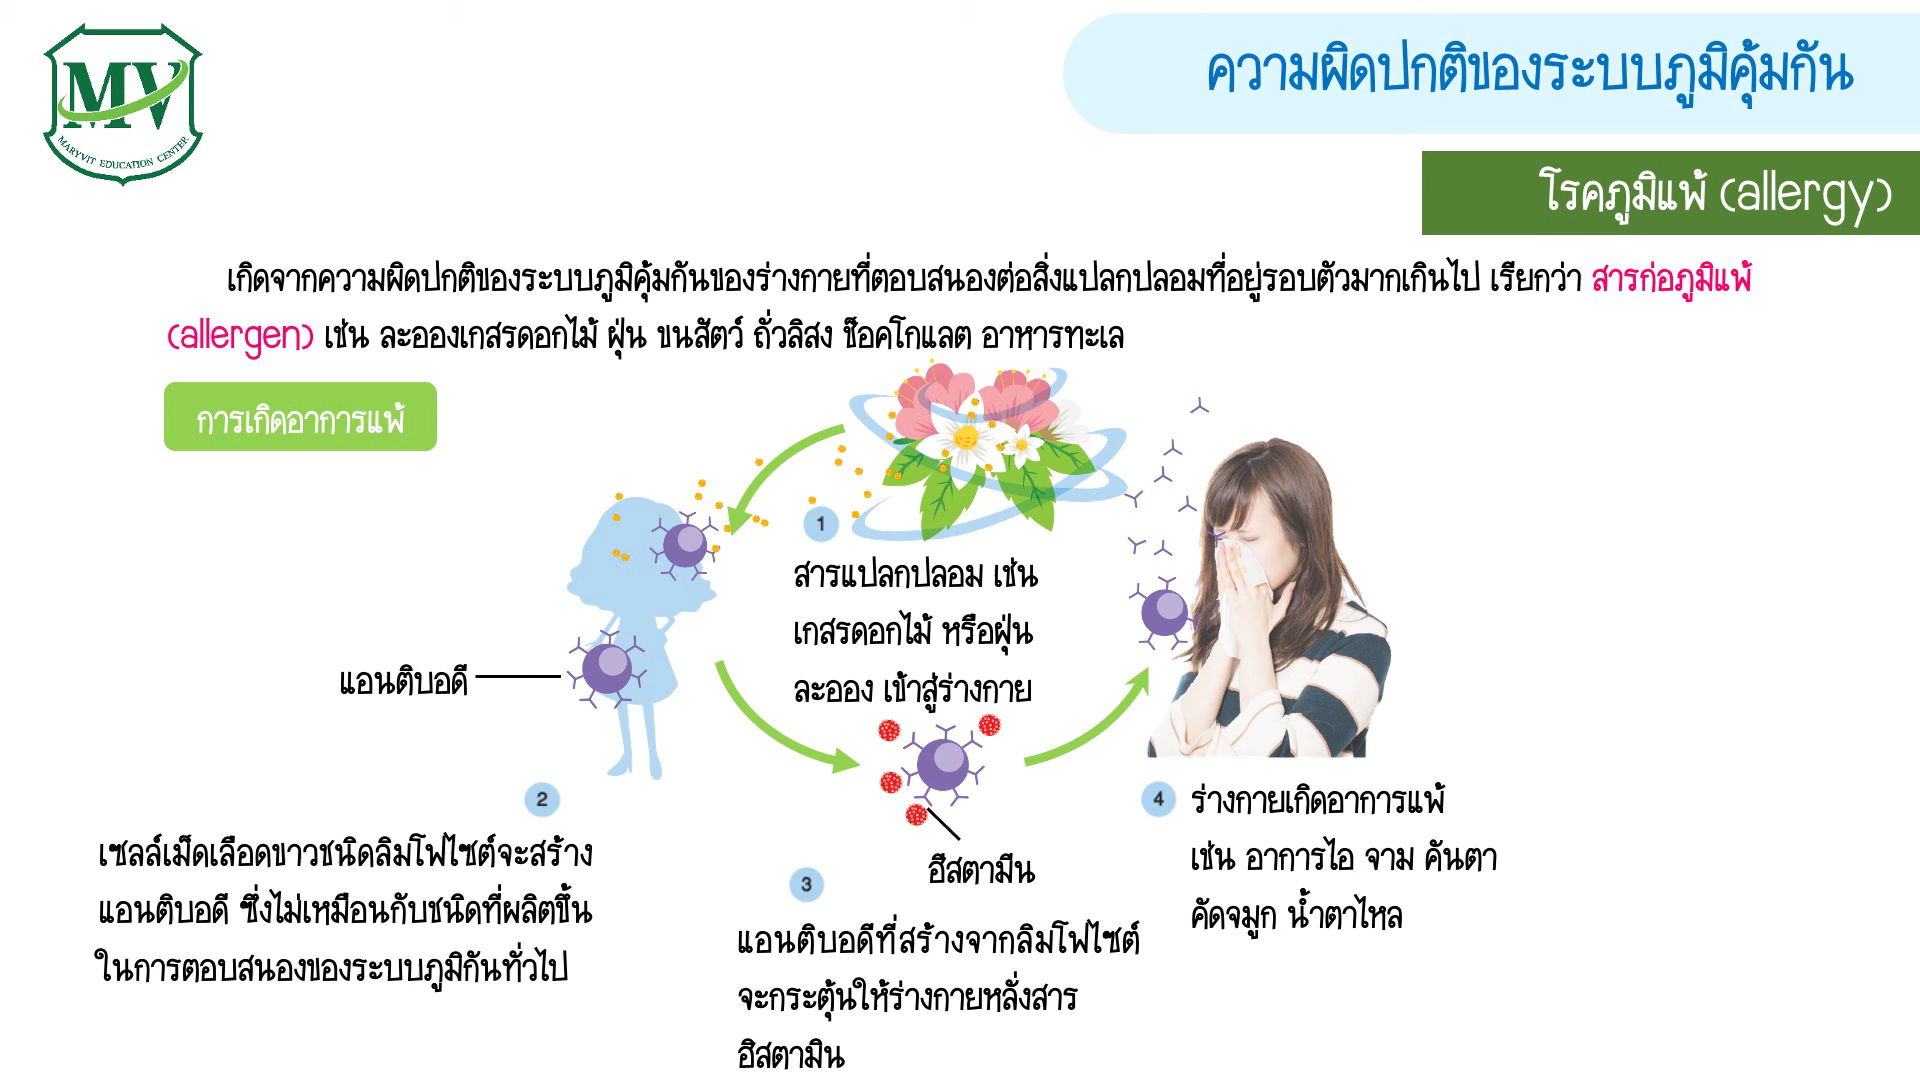 MV
MARYVIT EDUCATION CENTER
ความผิดปกติของระบบภูมิคุ้มกัน
โรคภูมิแพ้ (allergy)
เกิดจากความผิดปกติของระบบภูมิคุ้มกันของร่างกายที่ตอบสนองต่อสิ่งแปลกปลอมที่อยู่รอบตัวมากเกินไป เรียกว่า สารก่อภูมิแพ้
(allergen) เช่น ละอองเกสรดอกไม้ ฝุ่น ขนสัตว์ ถั่วลิสง ช็อคโกแลต อาหารทะเล
การเกิดอาการแพ้
1
สารแปลกปลอม เช่น
เกสรดอกไม้ หรือฝุ่น
ละออง เข้าสู่ร่างกาย
แอนติบอดี
2
เซลล์เม็ดเลือดขาวชนิดลิมโฟไซต์จะสร้าง
แอนติบอดี ซึ่งไม่เหมือนกับชนิดที่ผลิตขึ้น
ในการตอบสนองของระบบภูมิกันทั่วไป
ฮีสตามีน
3
แอนติบอดีที่สร้างจากลิมโฟไซต์
จะกระตุ้นให้ร่างกายหลั่งสาร
ฮิสตามิน
4
ร่างกายเกิดอาการแพ้
เช่น อาการไอ จาม คันตา
คัดจมูก น้ำตาไหล